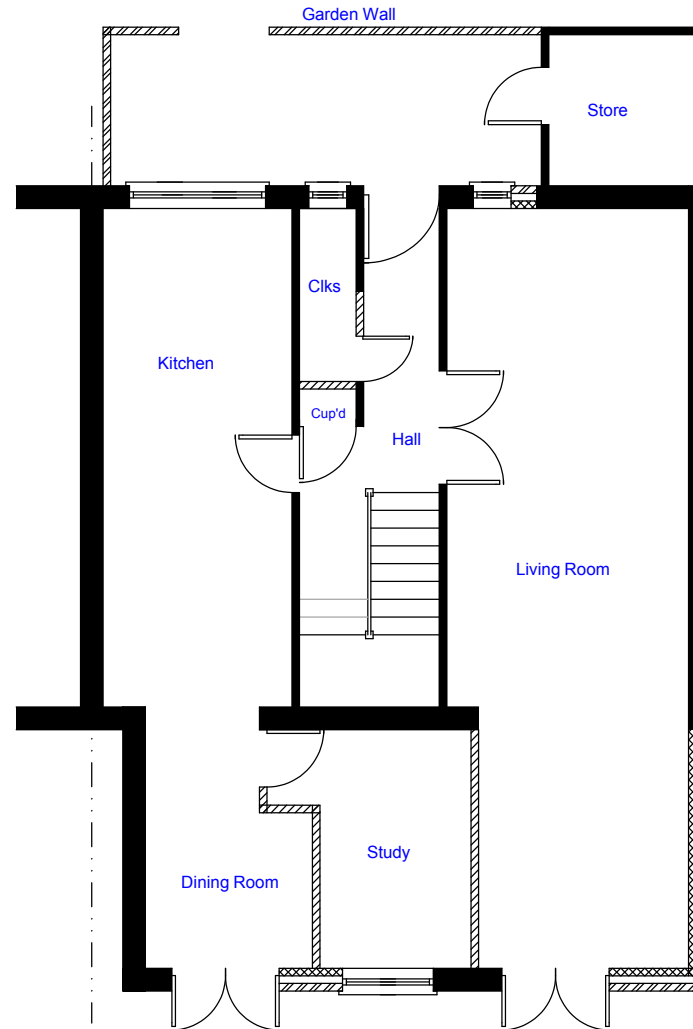 Garden Wall
Store
Clks
Kitchen
Cup'd
Hall
Living Room
Study
Dining Room